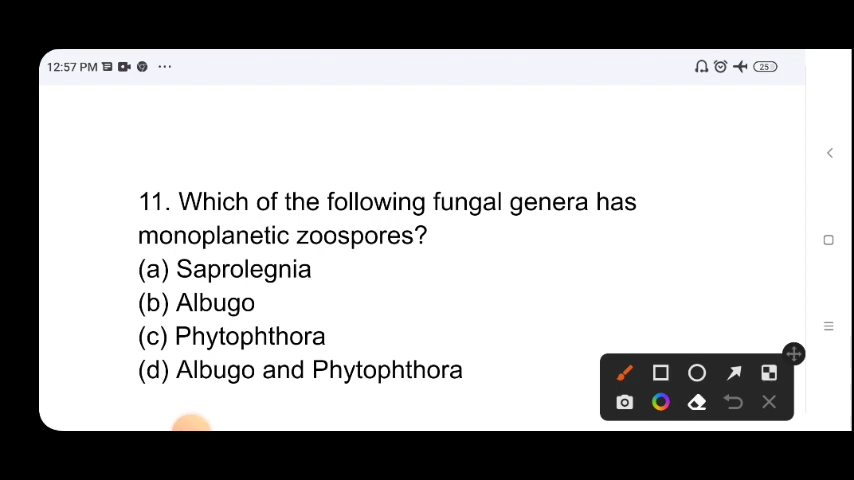 12:57 PM ...
25
11. Which of the following fungal genera has
monoplanetic zoospores?
(a) Saprolegnia
(b) Albugo
(c) Phytophthora
(d) Albugo and Phytophthora